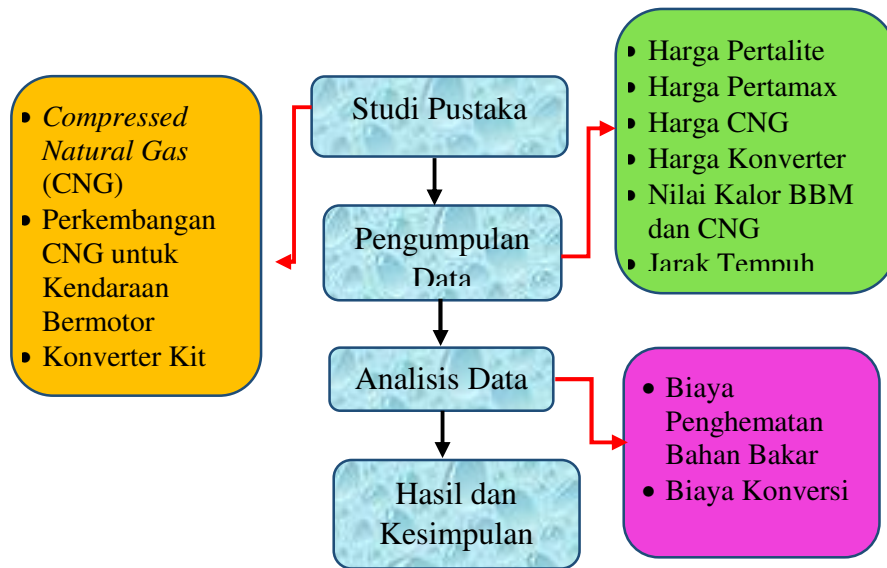 Studi Pustaka
• Compressed
Natural Gas
(CNG)
• Perkembangan
CNG untuk
Kendaraan
Bermotor
• Konverter Kit
Pengumpulan
Data
• Harga Pertalite
• Harga Pertamax
• Harga CNG
• Harga Konverter
• Nilai Kalor BBM
dan CNG
• Jarak Tempuh
Analisis Data
• Biaya
Penghematan
Bahan Bakar
• Biaya Konversi
Hasil dan
Kesimpulan